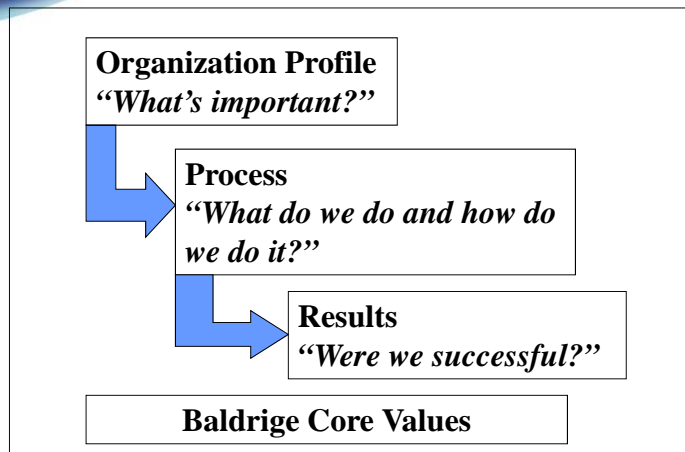 Organization Profile
“What’s important?”
Process
“What do we do and how do
we do it?”
Results
“Were we successful?”
Baldrige Core Values